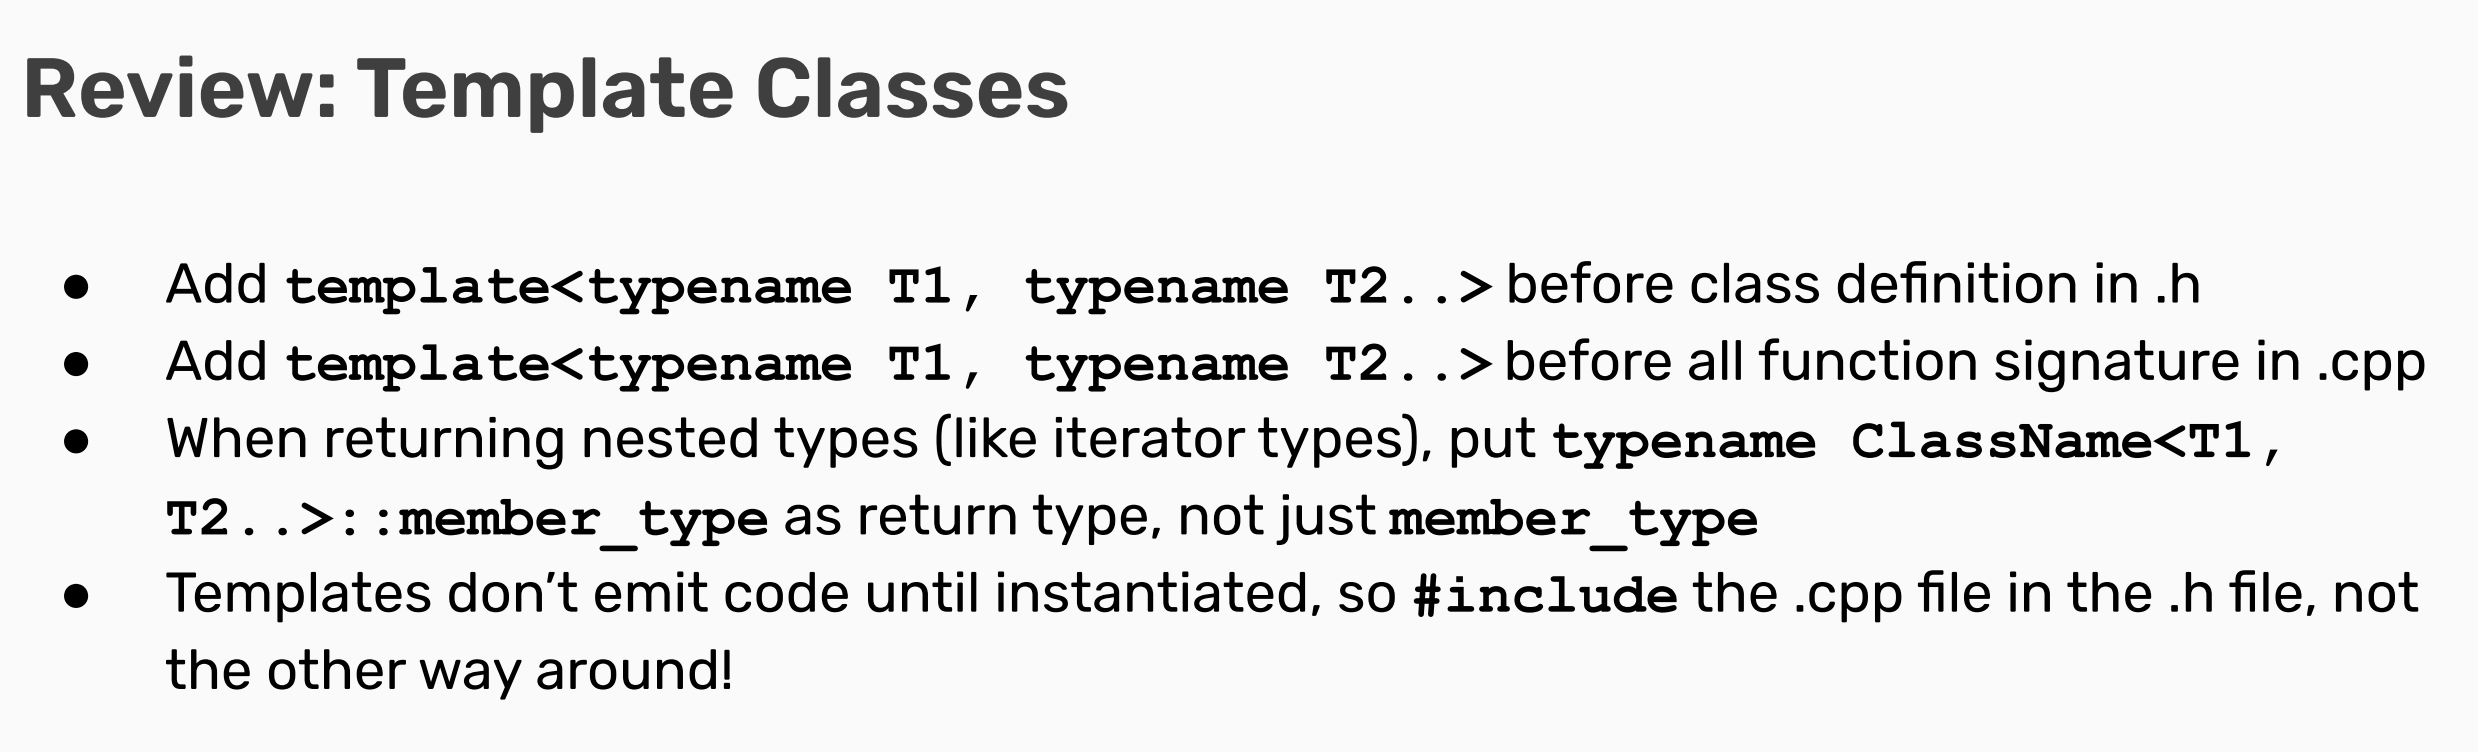 Review: Template Classes
● Add template<typename T1, typename T2..> before class definition in .h
● Add template<typename T1, typename T2..> before all function signature in .cpp
● When returning nested types (like iterator types), put typename ClassName<T1,
T2..>::member_type as return type, not just member_type
● Templates don’t emit code until instantiated, so #include the .cpp file in the .h file, not
the other way around!